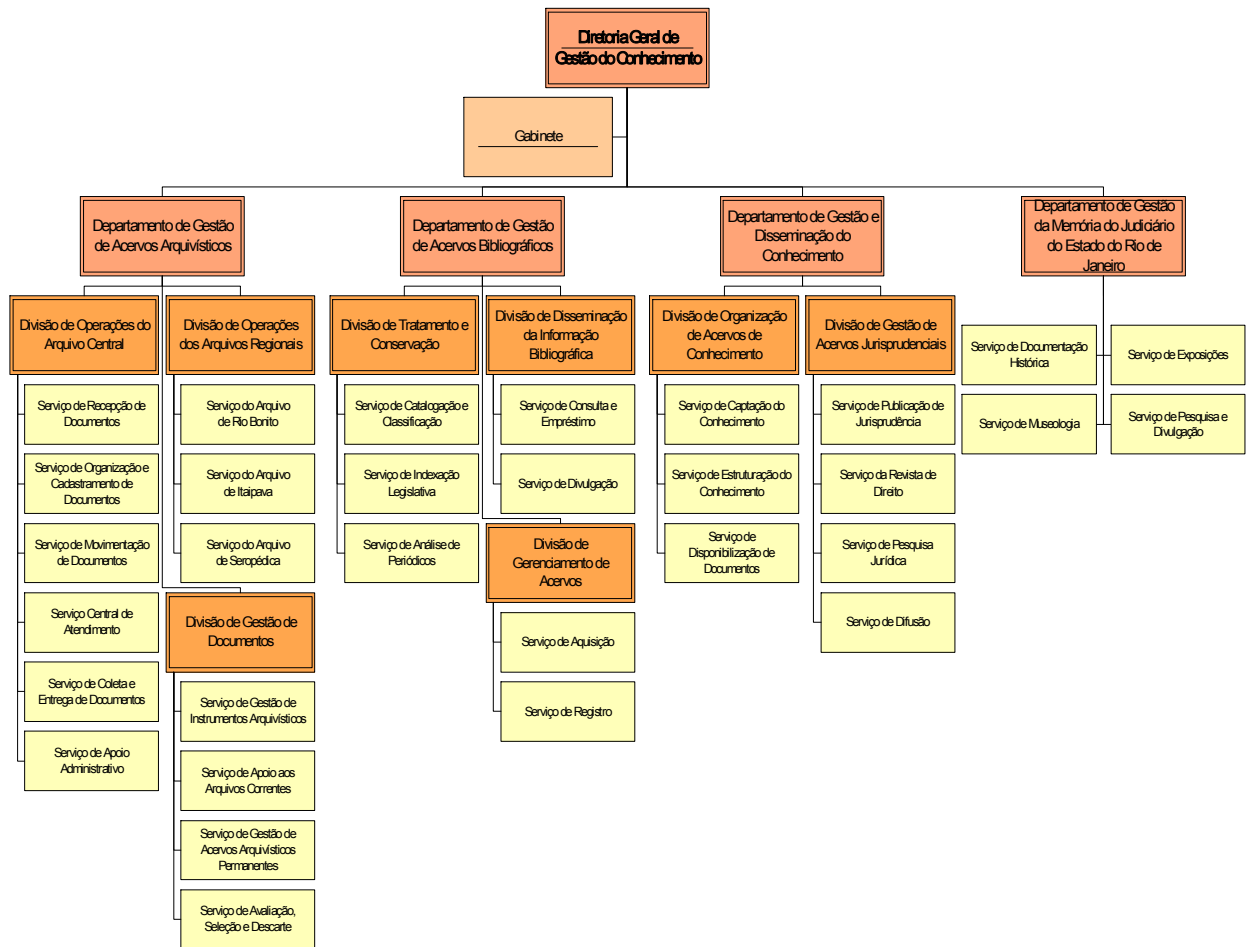 Diretoria Geral de
Gestão do Conhecimento
Gabinete
Departamento de Gestão
de Acervos Arquivísticos
Departamento de Gestão
de Acervos Bibliográficos
Departamento de Gestão e
Disseminação do
Conhecimento
Departamento de Gestão
da Memória do Judiciário
do Estado do Rio de
Janeiro
Divisão de Operações do
Arquivo Central
Serviço de Recepção de
Documentos
Serviço de Organização e
Cadastramento de
Documentos
Serviço de Movimentação
de Documentos
Serviço Central de
Atendimento
Serviço de Coleta e
Entrega de Documentos
Serviço de Apoio
Administrativo
Divisão de Operações
dos Arquivos Regionais
Serviço do Arquivo
de Rio Bonito
Serviço do Arquivo
de Itaipava
Serviço do Arquivo
de Seropédica
Divisão de Gestão de
Documentos
Serviço de Gestão de
Instrumentos Arquivísticos
Serviço de Apoio aos
Arquivos Correntes
Serviço de Gestão de
Acervos Arquivísticos
Permanentes
Serviço de Avaliação,
Seleção e Descarte
Divisão de Tratamento e
Conservação
Serviço de Catalogação e
Classificação
Serviço de Indexação
Legislativa
Serviço de Análise de
Periódicos
Divisão de Disseminação
da Informação
Bibliográfica
Serviço de Consulta e
Empréstimo
Serviço de Divulgação
Divisão de
Gerenciamento de
Acervos
Serviço de Aquisição
Serviço de Registro
Divisão de Organização
de Acervos de
Conhecimento
Serviço de Captação do
Conhecimento
Serviço de Estruturação do
Conhecimento
Serviço de
Disponibilização de
Documentos
Divisão de Gestão de
Acervos Jurisprudenciais
Serviço de Publicação de
Jurisprudência
Serviço da Revista de
Direito
Serviço de Pesquisa
Jurídica
Serviço de Difusão
Serviço de Documentação
Histórica
Serviço de Exposições
Serviço de Museologia
Serviço de Pesquisa e
Divulgação